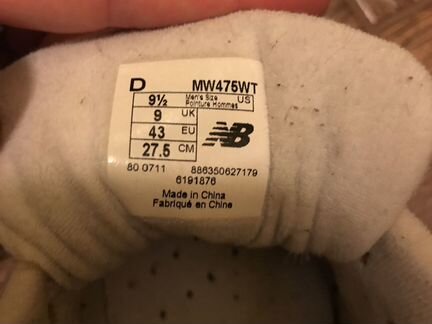 D MW475WT
9½ Men's Size Pointure Hommes US
9 UK
43 EU
27.5 CM
NB
80 0711 886350627179
6191876
Made in China
Fabriqué en Chine